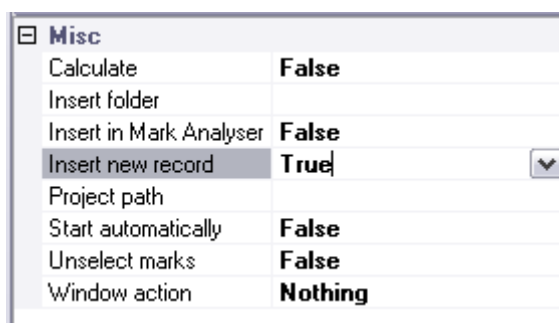 Misc
Calculate False
Insert folder
Insert in Mark Analyser False
Insert new record True
Project path
Start automatically False
Unselect marks False
Window action Nothing